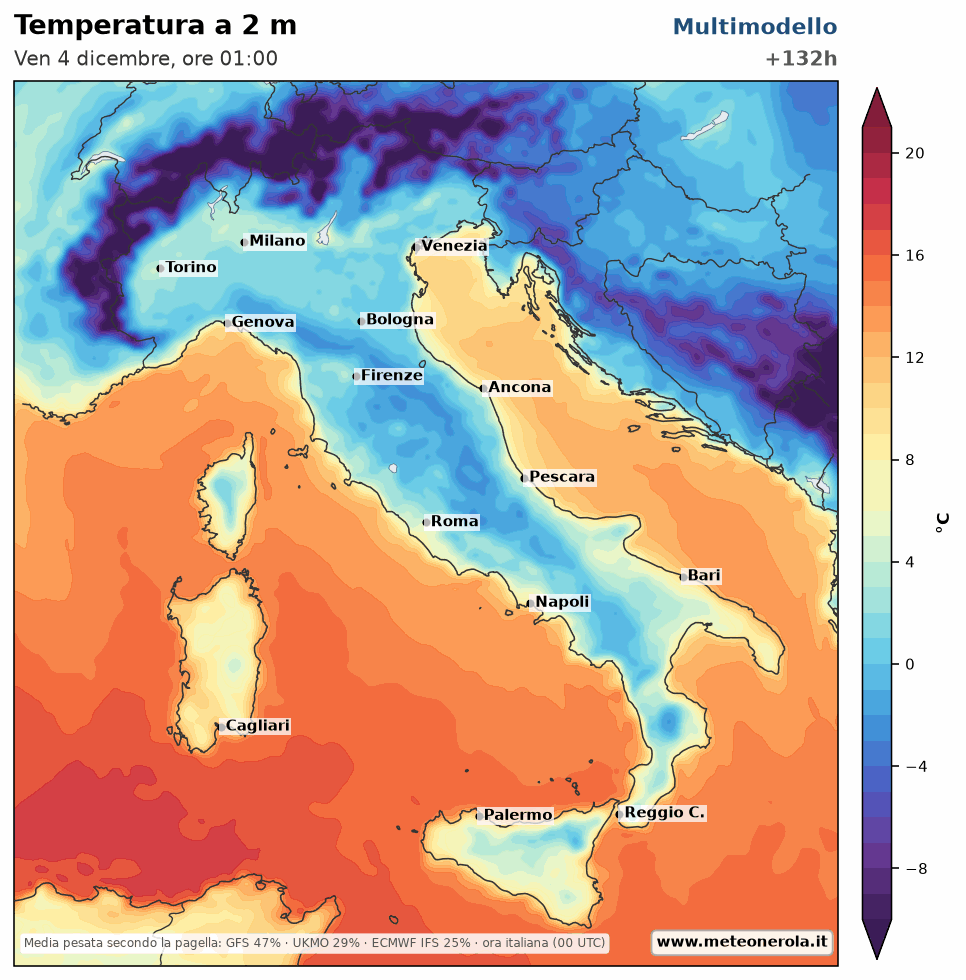 Temperatura a 2 m
Multimodello
Ven 4 dicembre, ore 01:00
+132h
20
16
12
8
4
0
−4
−8
°C
Milano
Venezia
Torino
Genova
Bologna
Firenze
Ancona
Pescara
Roma
Bari
Napoli
Cagliari
Palermo
Reggio C.
Media pesata secondo la pagella: GFS 47% · UKMO 29% · ECMWF IFS 25% · ora italiana (00 UTC)
www.meteonerola.it